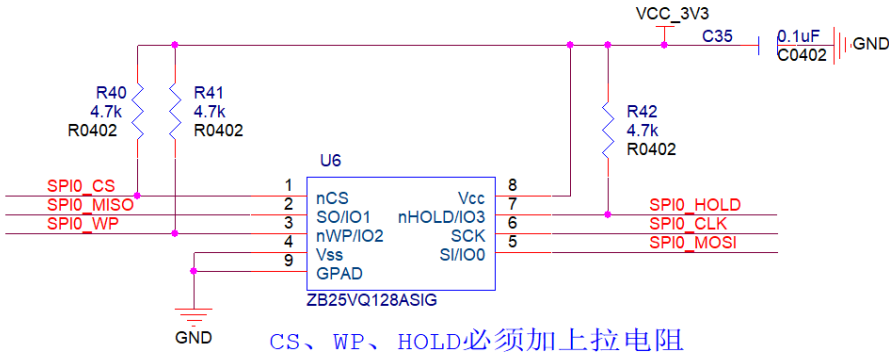 VCC_3V3
C35
0.1uF
C0402
GND
R40
4.7k
R0402
R41
4.7k
R0402
R42
4.7k
R0402
U6
SPI0_CS
1
nCS
Vcc
8
SPI0_MISO
2
SO/IO1
nHOLD/IO3
7
SPI0_HOLD
SPI0_WP
3
nWP/IO2
SCK
6
SPI0_CLK
4
Vss
SI/IO0
5
SPI0_MOSI
9
GPAD
ZB25VQ128ASIG
GND
CS、WP、HOLD必须加上拉电阻